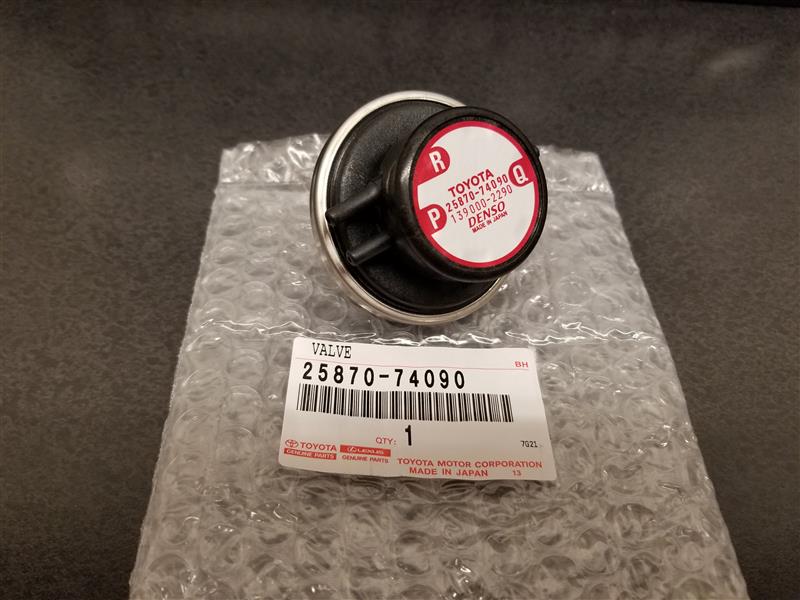 R
TOYOTA
Q
25870-74090
139000-2290
P
DENSO
MADE IN JAPAN
VALVE
BH
25870-74090
QTY: 1
7G21
TOYOTA
GENUINE PARTS
LEXUS
GENUINE PARTS
TOYOTA MOTOR CORPORATION
MADE IN JAPAN 13